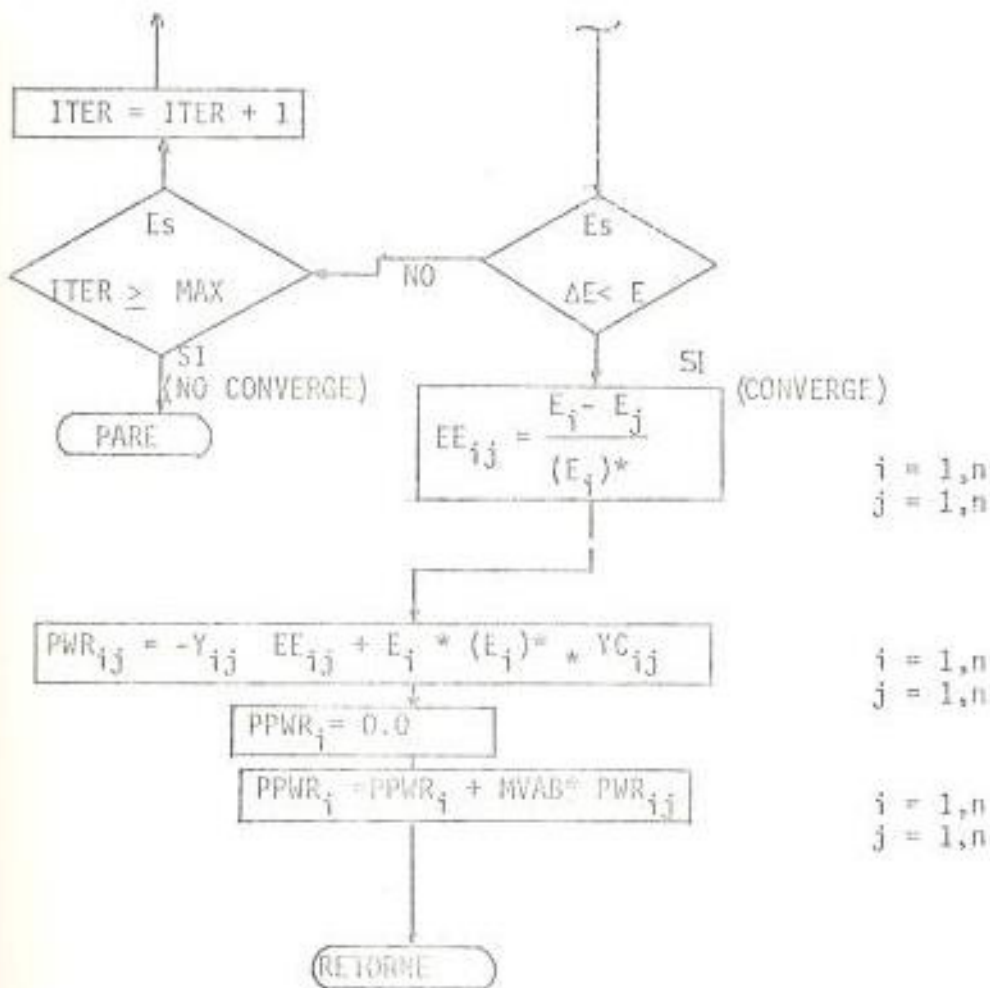 ITER = ITER + 1
Es
ITER ≥ MAX
SI
(NO CONVERGE)
PARE
NO
Es
ΔE< E
SI
(CONVERGE)
EE_ij = (E_i - E_j) / (E_i)*
i = 1,n
j = 1,n
PWR_ij = -Y_ij EE_ij + E_i * (E_i)* * YC_ij
i = 1,n
j = 1,n
PPWR_i = 0.0
PPWR_i = PPWR_i + MVAB* PWR_ij
i = 1,n
j = 1,n
RETORNE